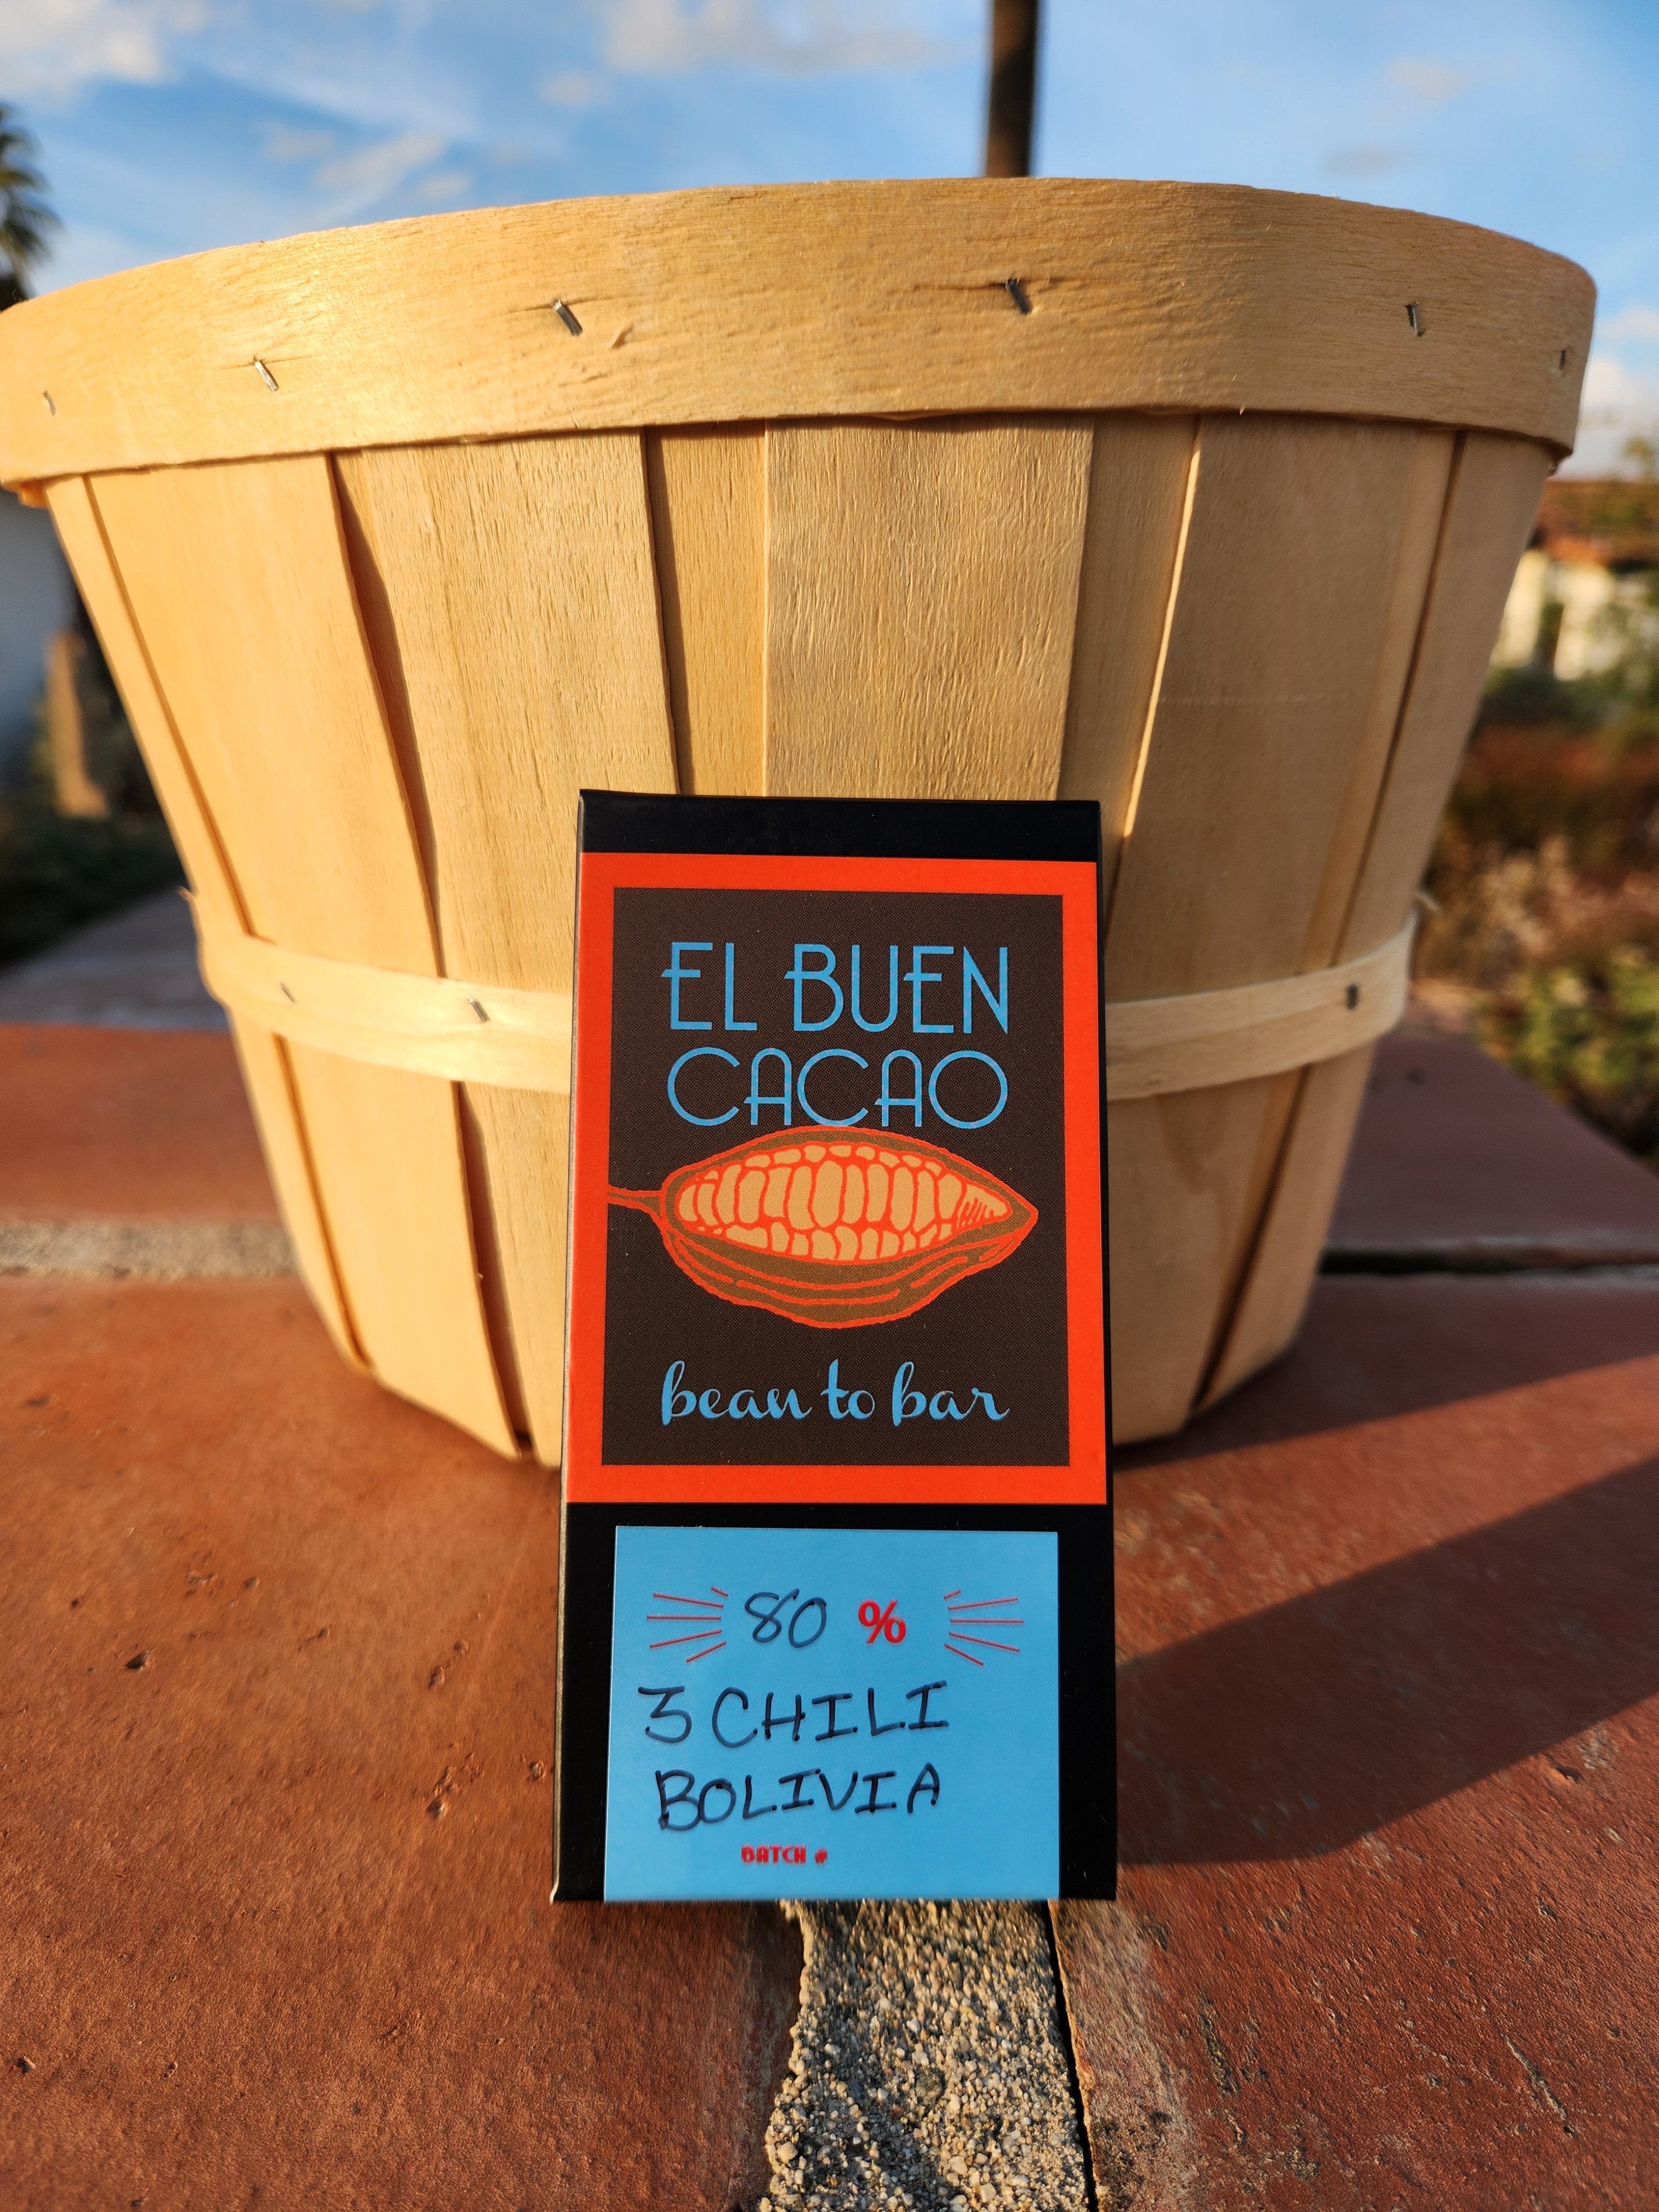 EL BUEN
CACAO
bean to bar
80 %
3 CHILI
BOLIVIA
BATCH #